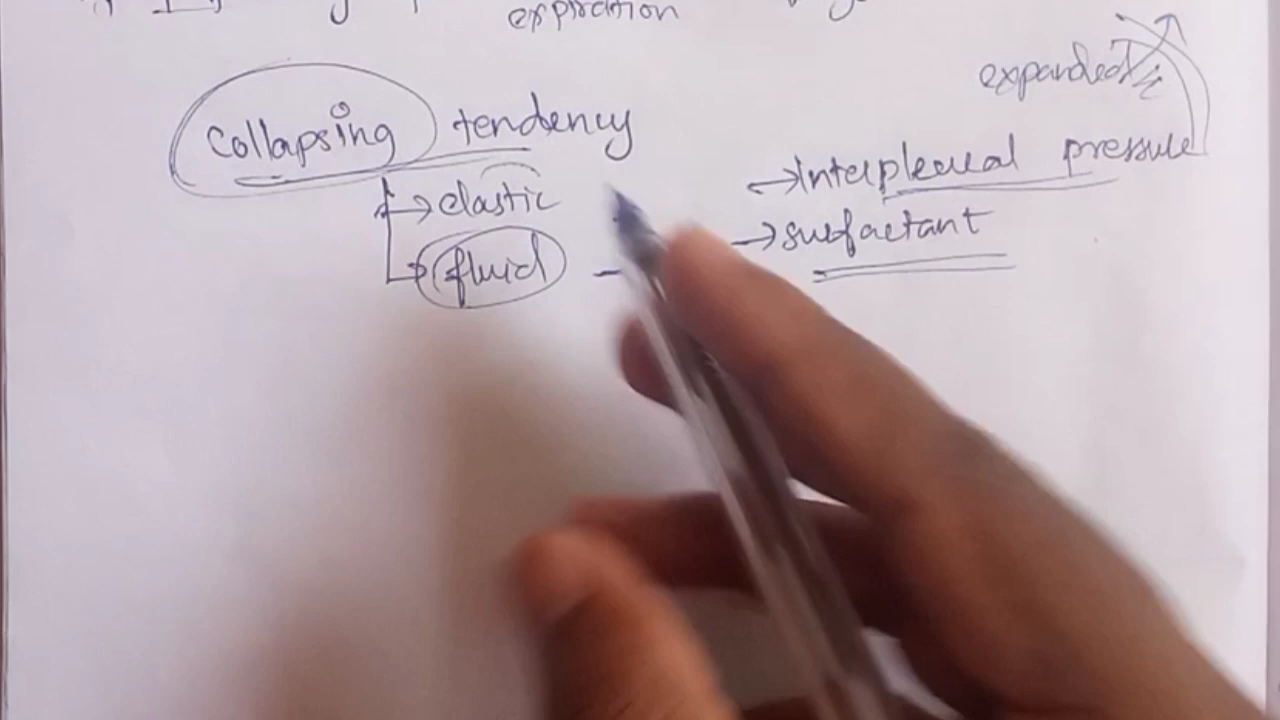 expiration
expanded
Collapsing tendency
→ Interpleural pressure
→ elastic
→ surfactant
→ fluid -